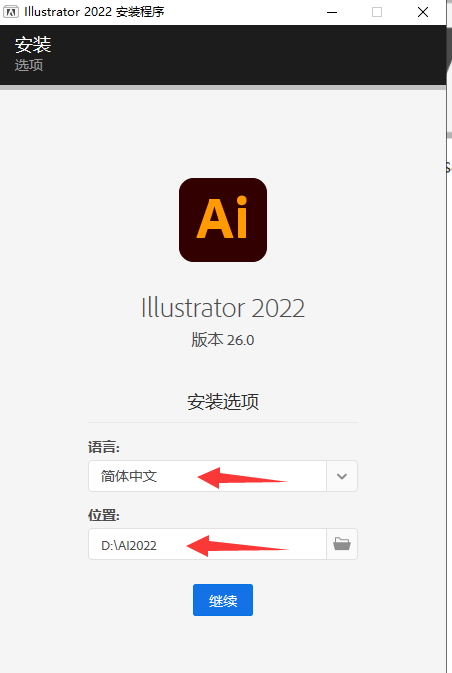 Illustrator 2022 安装程序
安装
选项
Ai
Illustrator 2022
版本 26.0
安装选项
语言:
简体中文
位置:
D:\AI2022
继续